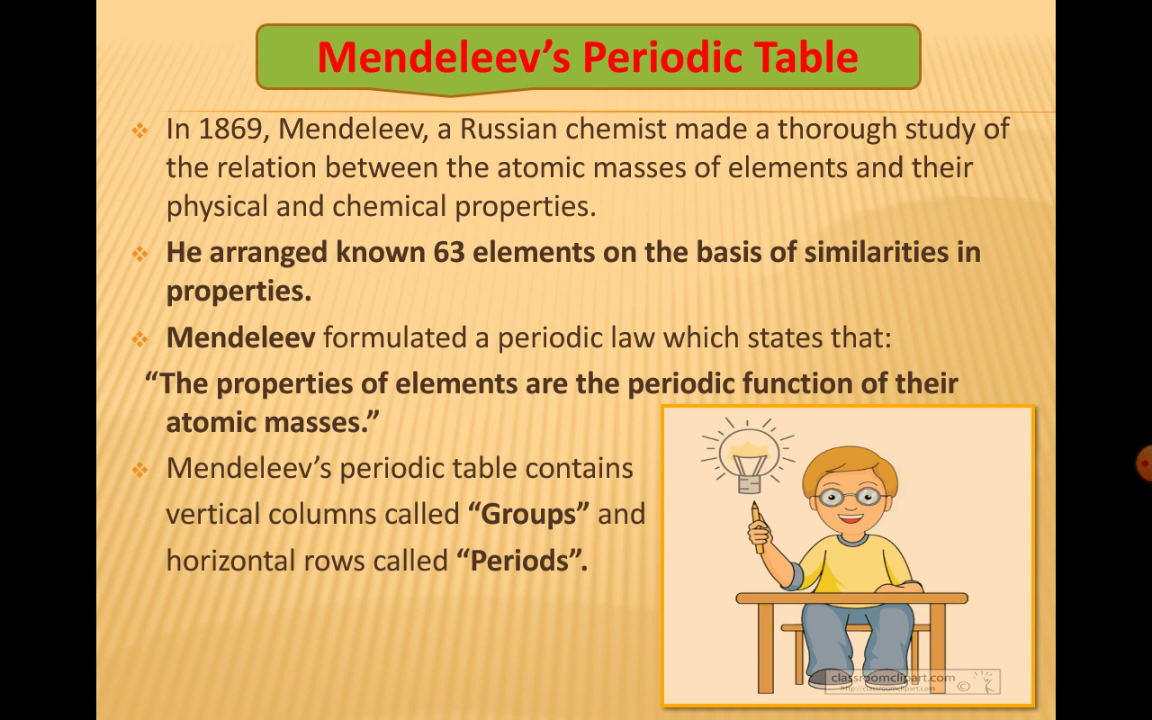 Mendeleev’s Periodic Table
In 1869, Mendeleev, a Russian chemist made a thorough study of
the relation between the atomic masses of elements and their
physical and chemical properties.
He arranged known 63 elements on the basis of similarities in
properties.
Mendeleev formulated a periodic law which states that:
“The properties of elements are the periodic function of their
atomic masses.”
Mendeleev’s periodic table contains
vertical columns called “Groups” and
horizontal rows called “Periods”.
classroomclipart.com
http://classroomclipart.com ©